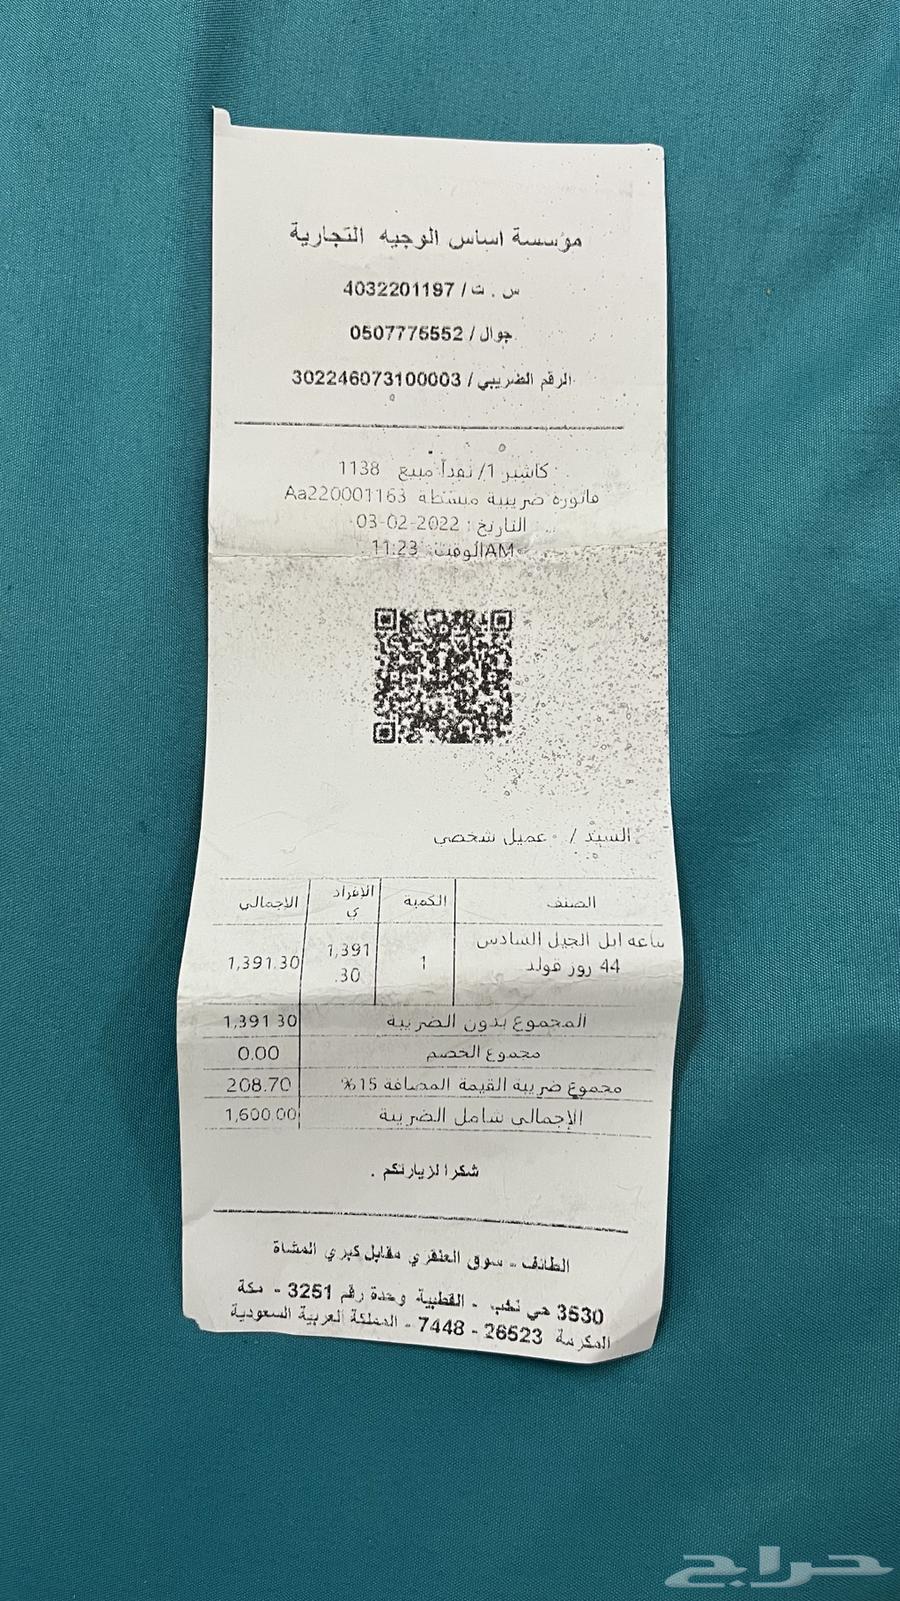 مؤسسة اساس الوجيه التجارية
س . ت / 4032201197
جوال / 0507775552
الرقم الضريبي / 302246073100003
كاشير 1/ نقداً مبيع 1138
فاتورة ضريبية مبسطة Aa220001163
التاريخ : 2022-02-03
الوقت: 11:23 AM
السيد / عميل شخصي
الصنف الكمية الإفرادي الاجمالي
ساعه ابل الجيل السادس 44 روز قولد 1 1,391.30 1,391.30
المجموع بدون الضريبة 1,391.30
مجموع الخصم 0.00
مجموع ضريبة القيمة المضافة 15% 208.70
الإجمالي شامل الضريبة 1,600.00
شكرا لزيارتكم .
الطائف - سوق العنقري مقابل كبري المشاة
3530 حي نخب - القطبية وحدة رقم 3251 - مكة
المكرمة 26523 - 7448 - المملكة العربية السعودية
حراج